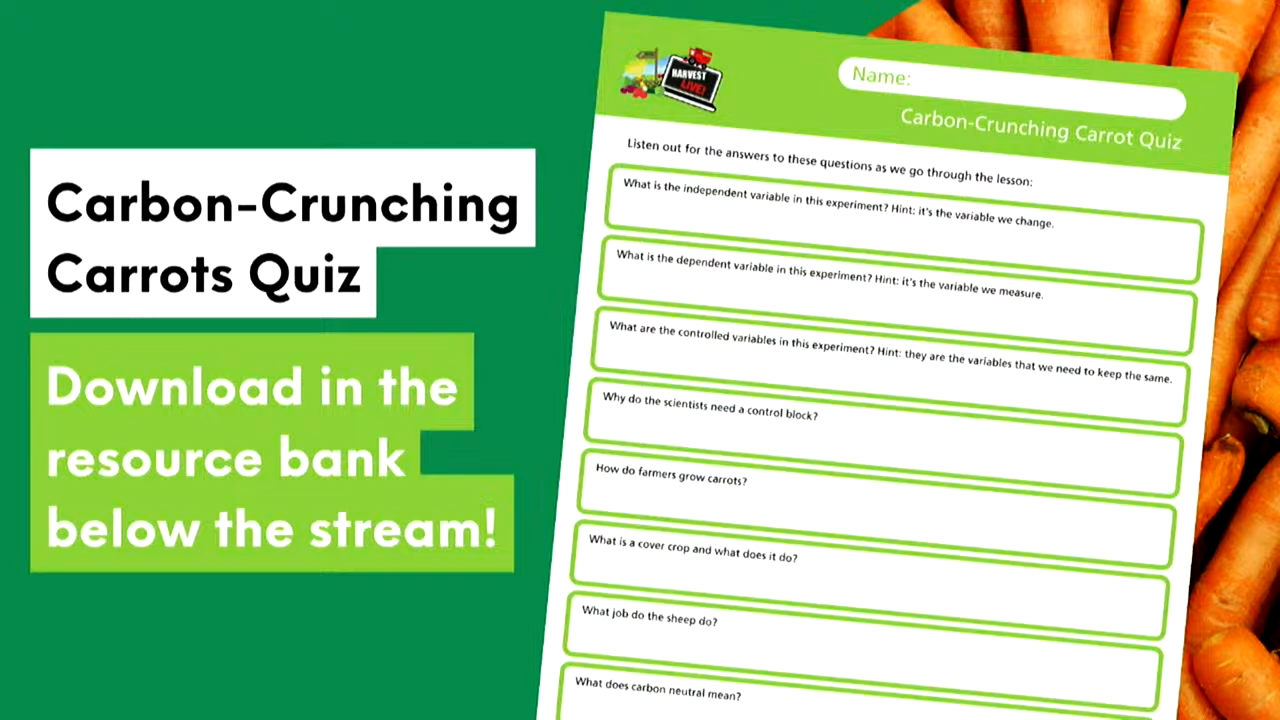 Carbon-Crunching
Carrots Quiz
Download in the
resource bank
below the stream!
HARVEST
LIVE!
Name:
Carbon-Crunching Carrot Quiz
Listen out for the answers to these questions as we go through the lesson:
What is the independent variable in this experiment? Hint: it's the variable we change.
What is the dependent variable in this experiment? Hint: it's the variable we measure.
What are the controlled variables in this experiment? Hint: they are the variables that we need to keep the same.
Why do the scientists need a control block?
How do farmers grow carrots?
What is a cover crop and what does it do?
What job do the sheep do?
What does carbon neutral mean?